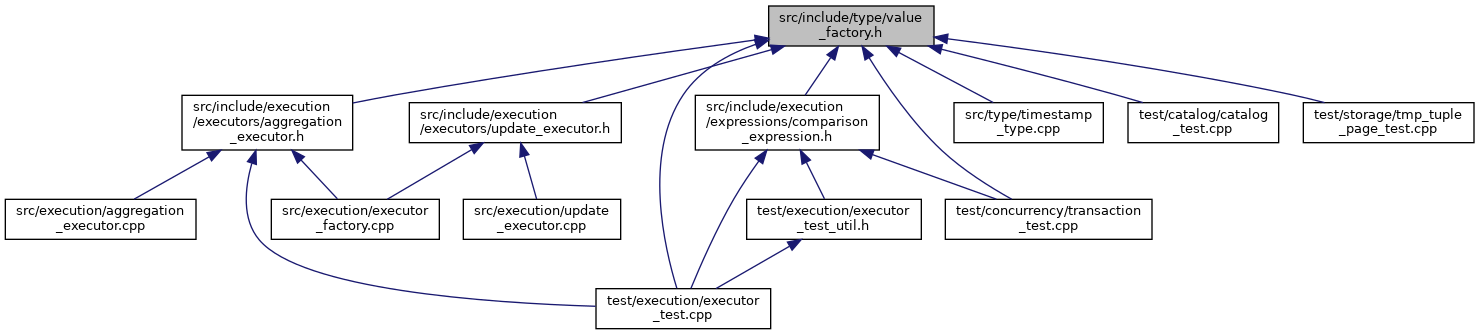 src/include/type/value
_factory.h
src/include/execution
/executors/aggregation
_executor.h
src/include/execution
/executors/update_executor.h
src/include/execution
/expressions/comparison
_expression.h
src/type/timestamp
_type.cpp
test/catalog/catalog
_test.cpp
test/storage/tmp_tuple
_page_test.cpp
src/execution/aggregation
_executor.cpp
src/execution/executor
_factory.cpp
src/execution/update
_executor.cpp
test/execution/executor
_test_util.h
test/concurrency/transaction
_test.cpp
test/execution/executor
_test.cpp